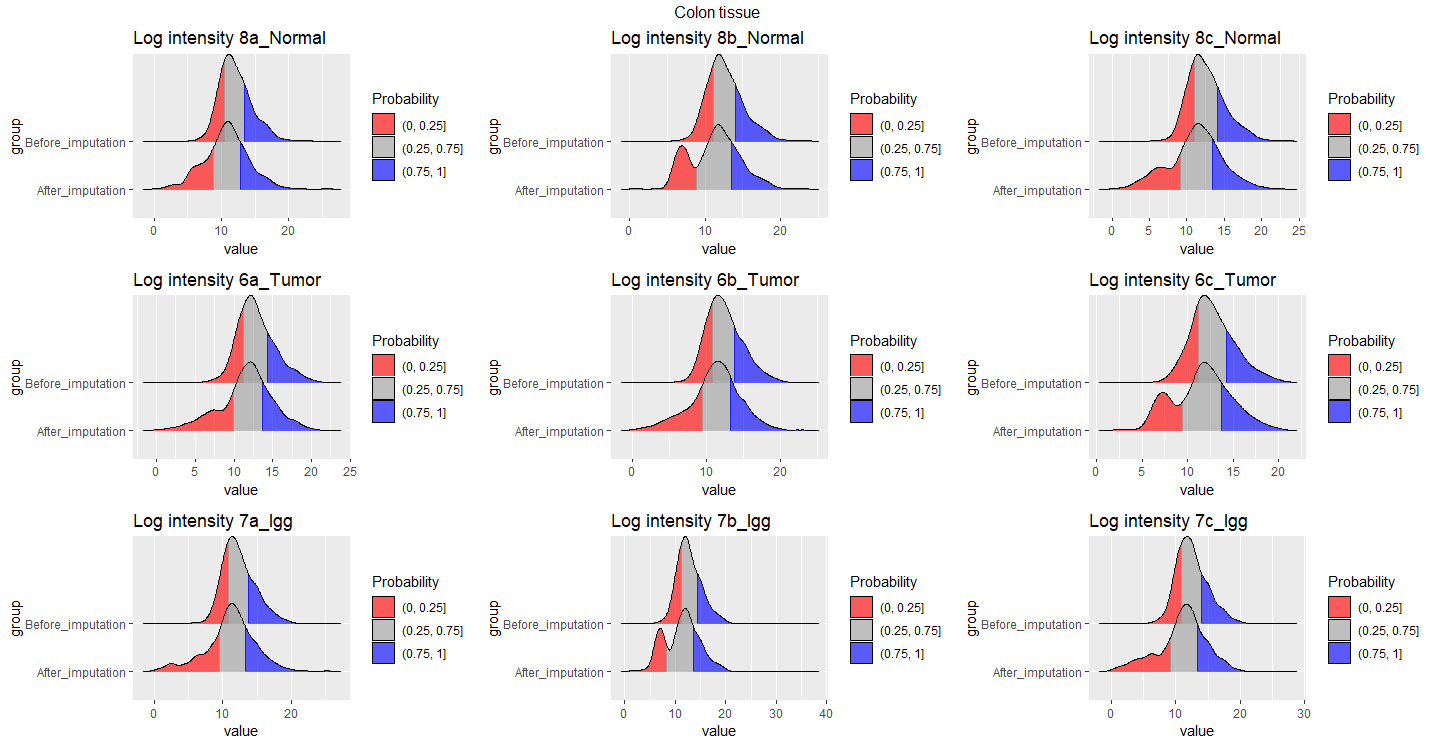 Colon tissue
Log intensity 8a_Normal
group
Before_imputation
After_imputation
0 10 20
value
Probability
(0, 0.25]
(0.25, 0.75]
(0.75, 1]
Log intensity 8b_Normal
group
Before_imputation
After_imputation
0 10 20
value
Probability
(0, 0.25]
(0.25, 0.75]
(0.75, 1]
Log intensity 8c_Normal
group
Before_imputation
After_imputation
0 5 10 15 20 25
value
Probability
(0, 0.25]
(0.25, 0.75]
(0.75, 1]
Log intensity 6a_Tumor
group
Before_imputation
After_imputation
0 5 10 15 20 25
value
Probability
(0, 0.25]
(0.25, 0.75]
(0.75, 1]
Log intensity 6b_Tumor
group
Before_imputation
After_imputation
0 10 20
value
Probability
(0, 0.25]
(0.25, 0.75]
(0.75, 1]
Log intensity 6c_Tumor
group
Before_imputation
After_imputation
0 5 10 15 20
value
Probability
(0, 0.25]
(0.25, 0.75]
(0.75, 1]
Log intensity 7a_Igg
group
Before_imputation
After_imputation
0 10 20
value
Probability
(0, 0.25]
(0.25, 0.75]
(0.75, 1]
Log intensity 7b_Igg
group
Before_imputation
After_imputation
0 10 20 30 40
value
Probability
(0, 0.25]
(0.25, 0.75]
(0.75, 1]
Log intensity 7c_Igg
group
Before_imputation
After_imputation
0 10 20 30
value
Probability
(0, 0.25]
(0.25, 0.75]
(0.75, 1]